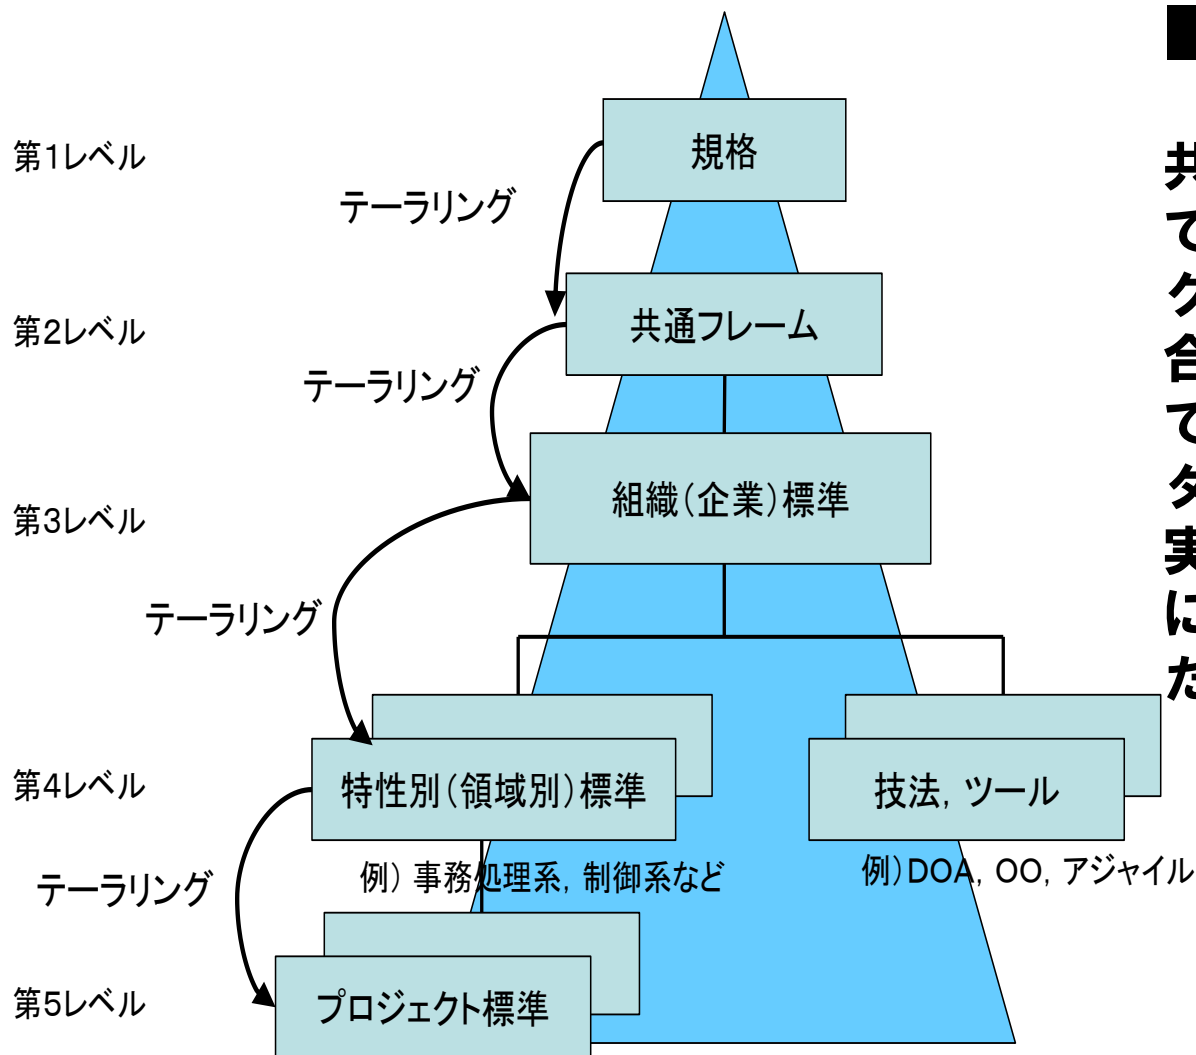 第1レベル
規格
テーラリング
第2レベル
共通フレーム
テーラリング
第3レベル
組織(企業)標準
テーラリング
第4レベル
特性別(領域別)標準
技法, ツール
例) 事務処理系, 制御系など
例)DOA, OO, アジャイル
テーラリング
第5レベル
プロジェクト標準
共
て
ク
合
て
タ
実
に
た